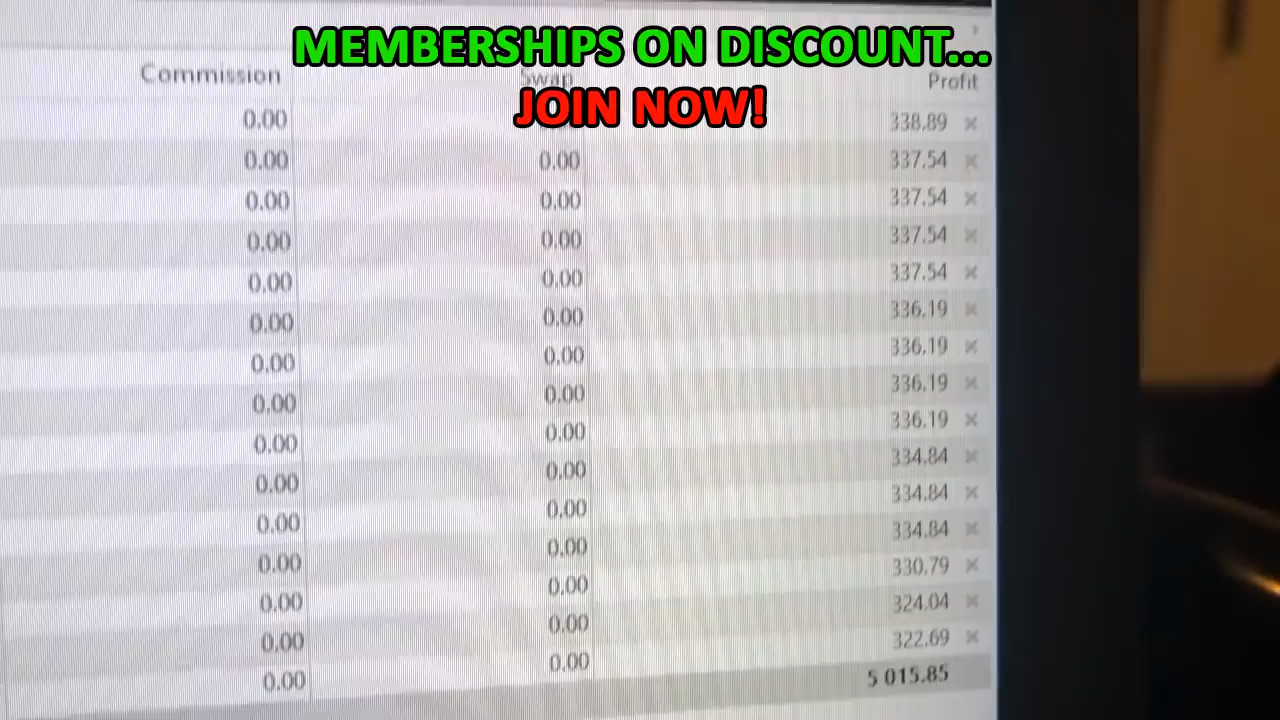 MEMBERSHIPS ON DISCOUNT...
JOIN NOW!
Commission Swap Profit
0.00 338.89
0.00 0.00 337.54
0.00 0.00 337.54
0.00 0.00 337.54
0.00 0.00 337.54
0.00 0.00 336.19
0.00 0.00 336.19
0.00 0.00 336.19
0.00 0.00 336.19
0.00 0.00 334.84
0.00 0.00 334.84
0.00 0.00 334.84
0.00 0.00 330.79
0.00 0.00 324.04
0.00 0.00 322.69
5 015.85